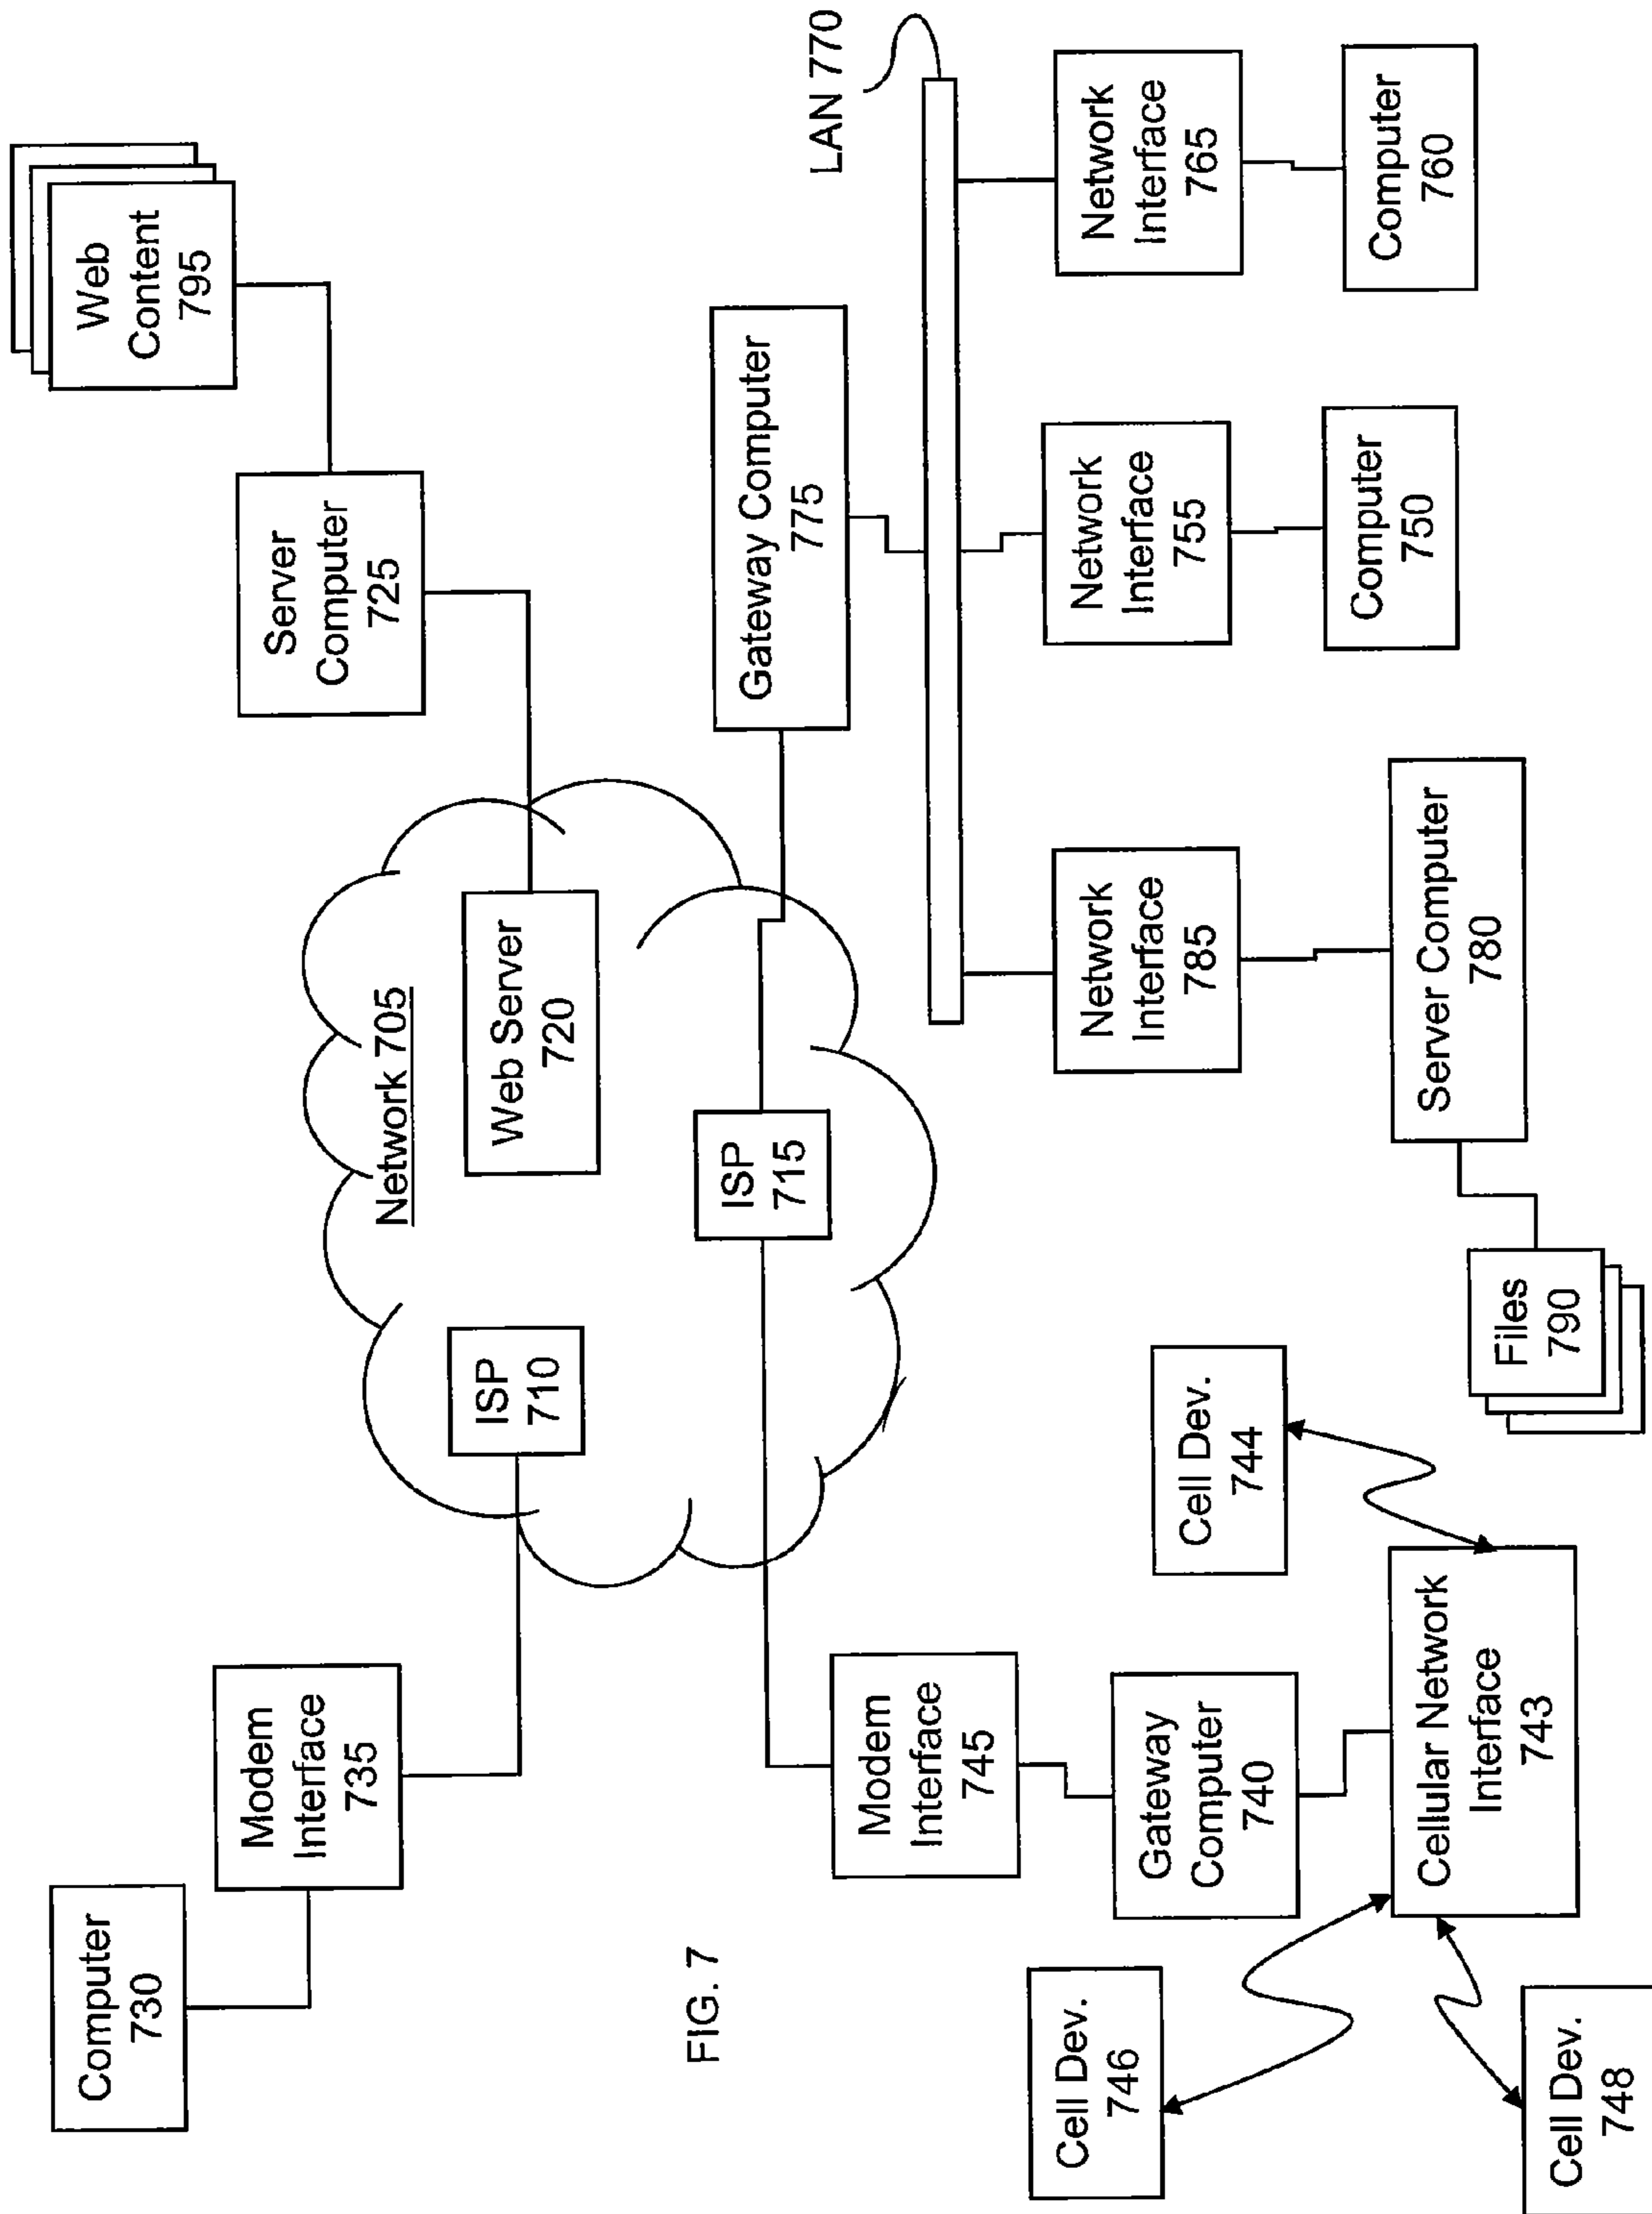 Computer
730
Modem
Interface
735
Server
Computer
725
Web
Content
795
Network 705
ISP
710
Web Server
720
ISP
715
Gateway Computer
775
LAN 770
FIG. 7
Modem
Interface
745
Gateway
Computer
740
Cellular Network
Interface
743
Cell Dev.
746
Cell Dev.
748
Cell Dev.
744
Network
Interface
785
Network
Interface
755
Network
Interface
765
Server Computer
780
Computer
750
Computer
760
Files
790